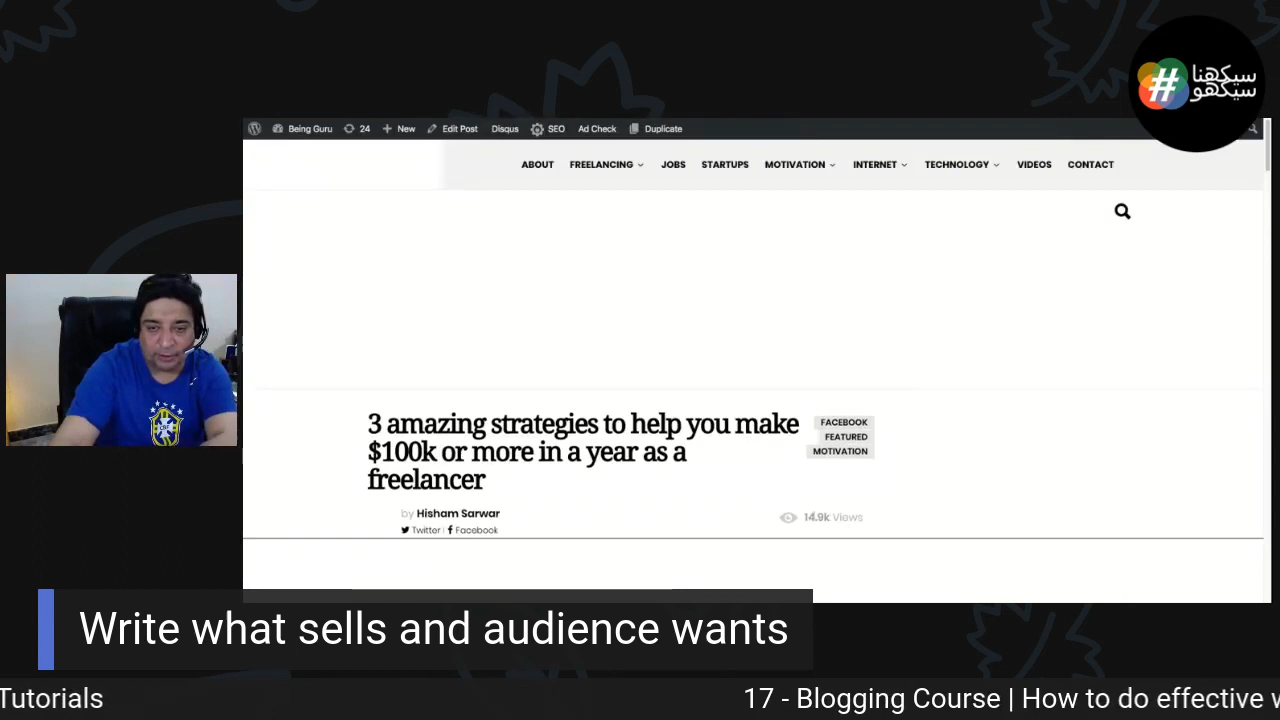 #
سیکھنا
سیکھو
Being Guru
24
New
Edit Post
Disqus
SEO
Ad Check
Duplicate
ABOUT
FREELANCING
JOBS
STARTUPS
MOTIVATION
INTERNET
TECHNOLOGY
VIDEOS
CONTACT
3 amazing strategies to help you make
$100k or more in a year as a
freelancer
FACEBOOK
FEATURED
MOTIVATION
by Hisham Sarwar
14.9k Views
Twitter | Facebook
Write what sells and audience wants
Tutorials
17 - Blogging Course | How to do effective w